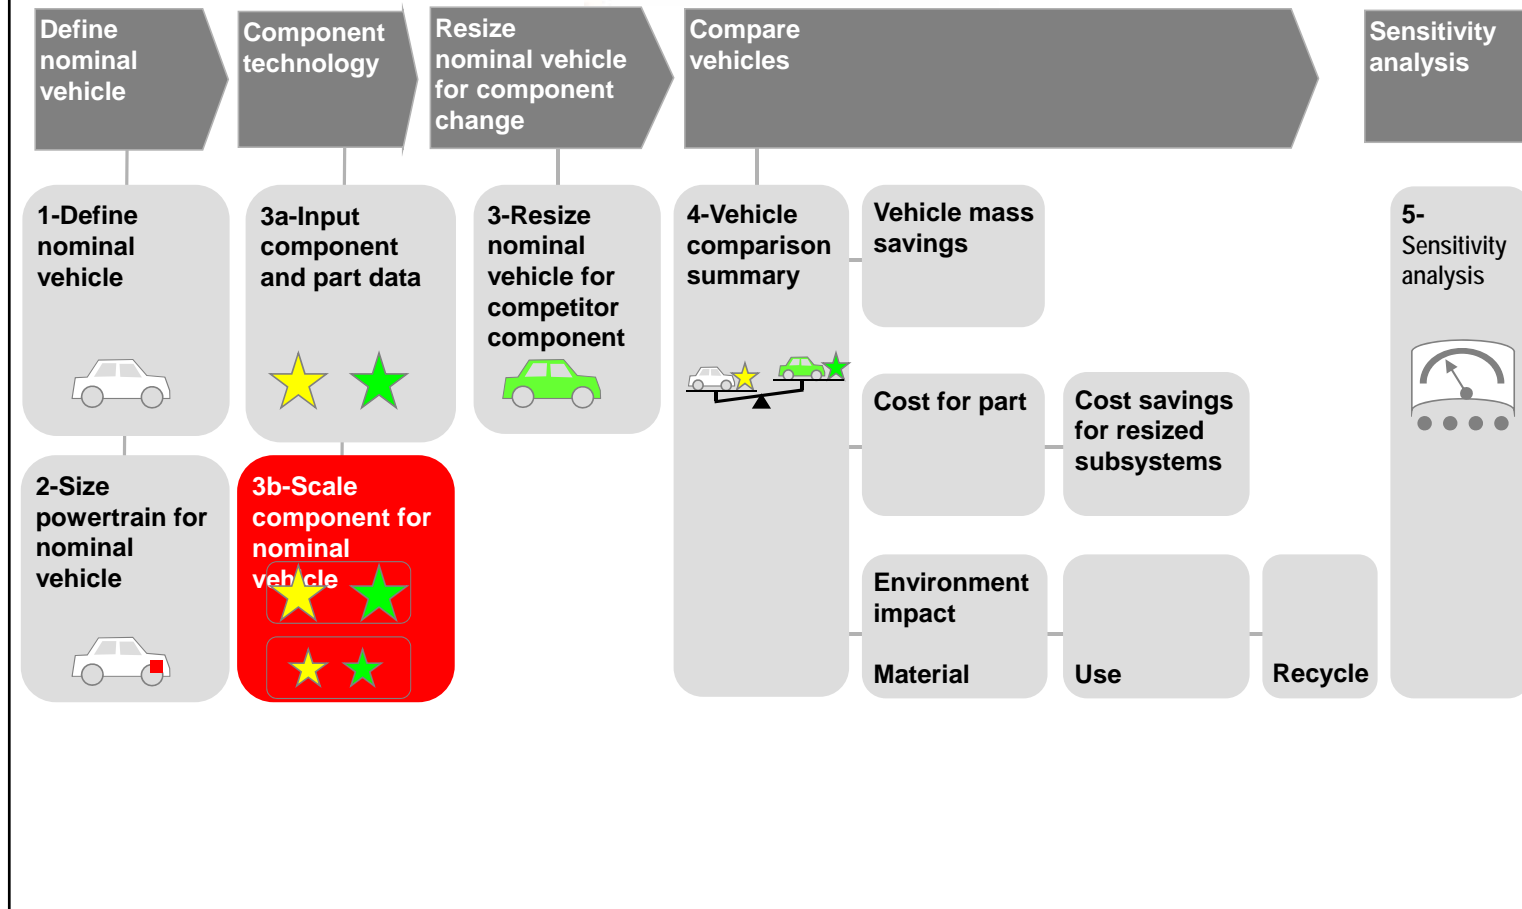 Define
nominal
vehicle
Component
technology
Resize
nominal vehicle
for component
change
Compare
vehicles
Sensitivity
analysis
1-Define
nominal
vehicle
3a-Input
component
and part data
3-Resize
nominal
vehicle for
competitor
component
4-Vehicle
comparison
summary
Vehicle mass
savings
5-
Sensitivity
analysis
Cost for part
Cost savings
for resized
subsystems
2-Size
powertrain for
nominal
vehicle
3b-Scale
component for
nominal
vehicle
Environment
impact
Material
Use
Recycle